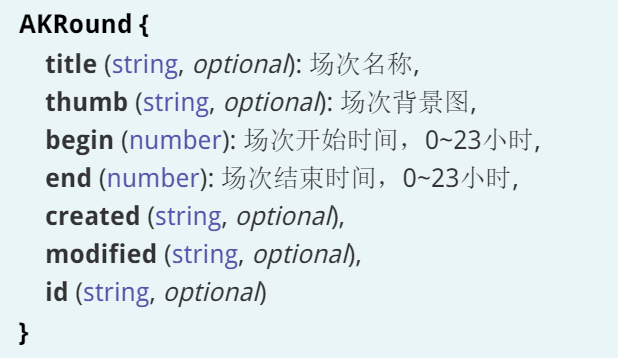 AKRound {
title (string, optional): 场次名称,
thumb (string, optional): 场次背景图,
begin (number): 场次开始时间，0~23小时,
end (number): 场次结束时间，0~23小时,
created (string, optional),
modified (string, optional),
id (string, optional)
}